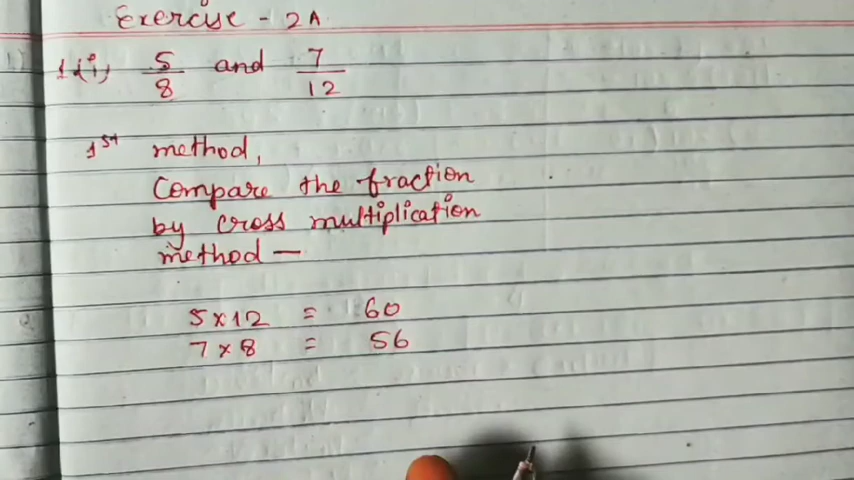 Exercise - 2A
1(i) 5/8 and 7/12
1st method,
Compare the fraction
by cross multiplication
method —
5 × 12 = 60
7 × 8 = 56